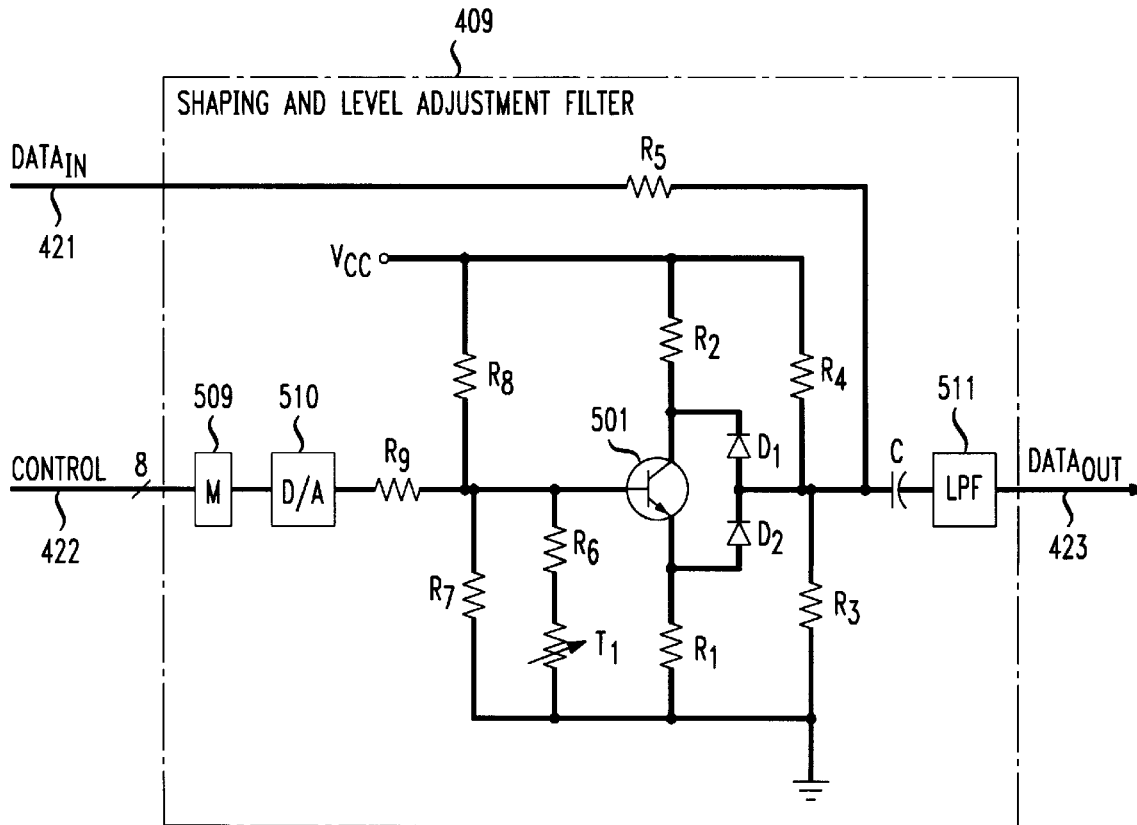 409
SHAPING AND LEVEL ADJUSTMENT FILTER
DATAIN
R5
421
VCC
R2
R8
R4
509
510
501
511
D1
C
CONTROL
8
M
D/A
R9
LPF
DATAOUT
422
R6
D2
423
R7
R3
T1
R1